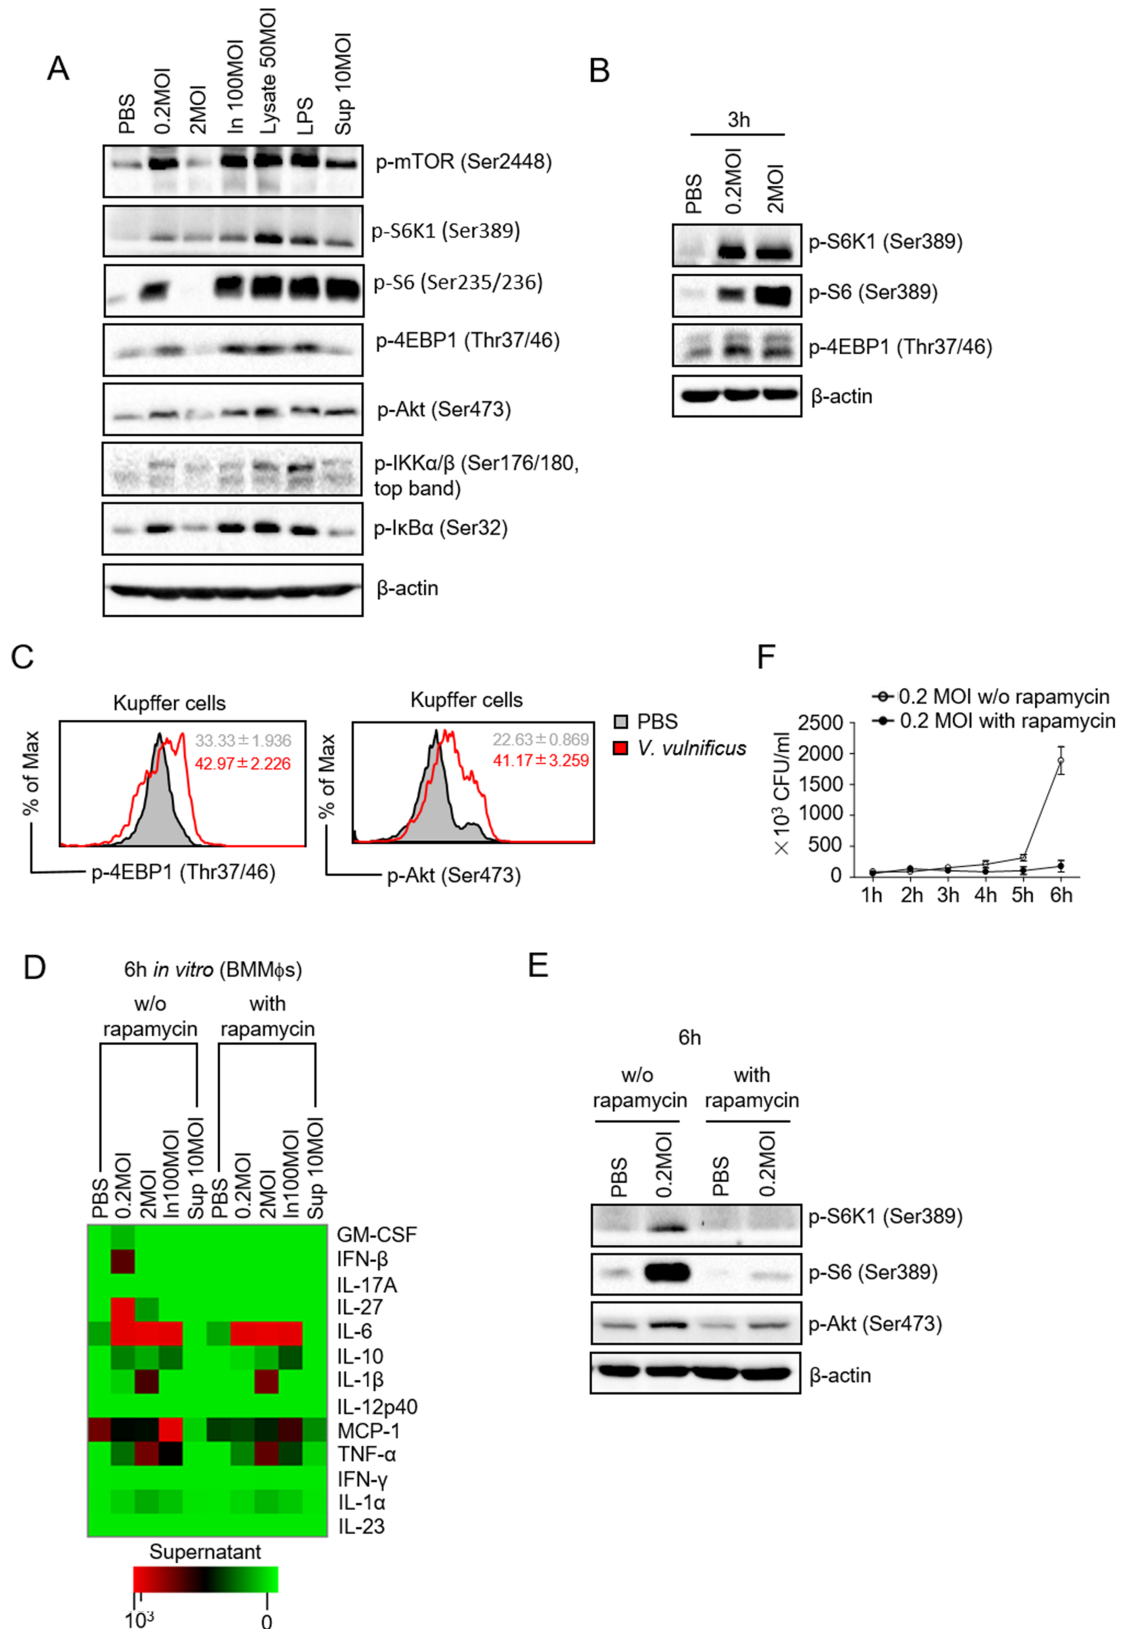 A
PBS
0.2MOI
2MOI
In 100MOI
Lysate 50MOI
LPS
Sup 10MOI
p-mTOR (Ser2448)
p-S6K1 (Ser389)
p-S6 (Ser235/236)
p-4EBP1 (Thr37/46)
p-Akt (Ser473)
p-IKKα/β (Ser176/180,
top band)
p-IκBα (Ser32)
β-actin
B
3h
PBS
0.2MOI
2MOI
p-S6K1 (Ser389)
p-S6 (Ser389)
p-4EBP1 (Thr37/46)
β-actin
C
Kupffer cells
33.33±1.936
42.97±2.226
% of Max
p-4EBP1 (Thr37/46)
Kupffer cells
22.63±0.869
41.17±3.259
% of Max
p-Akt (Ser473)
PBS
V. vulnificus
F
0.2 MOI w/o rapamycin
0.2 MOI with rapamycin
×10³ CFU/ml
2500
2000
1500
1000
500
0
1h 2h 3h 4h 5h 6h
D
6h in vitro (BMMϕs)
w/o
rapamycin
with
rapamycin
PBS
0.2MOI
2MOI
In100MOI
Sup 10MOI
PBS
0.2MOI
2MOI
In100MOI
Sup 10MOI
GM-CSF
IFN-β
IL-17A
IL-27
IL-6
IL-10
IL-1β
IL-12p40
MCP-1
TNF-α
IFN-γ
IL-1α
IL-23
Supernatant
10³ 0
E
6h
w/o
rapamycin
with
rapamycin
PBS
0.2MOI
PBS
0.2MOI
p-S6K1 (Ser389)
p-S6 (Ser389)
p-Akt (Ser473)
β-actin